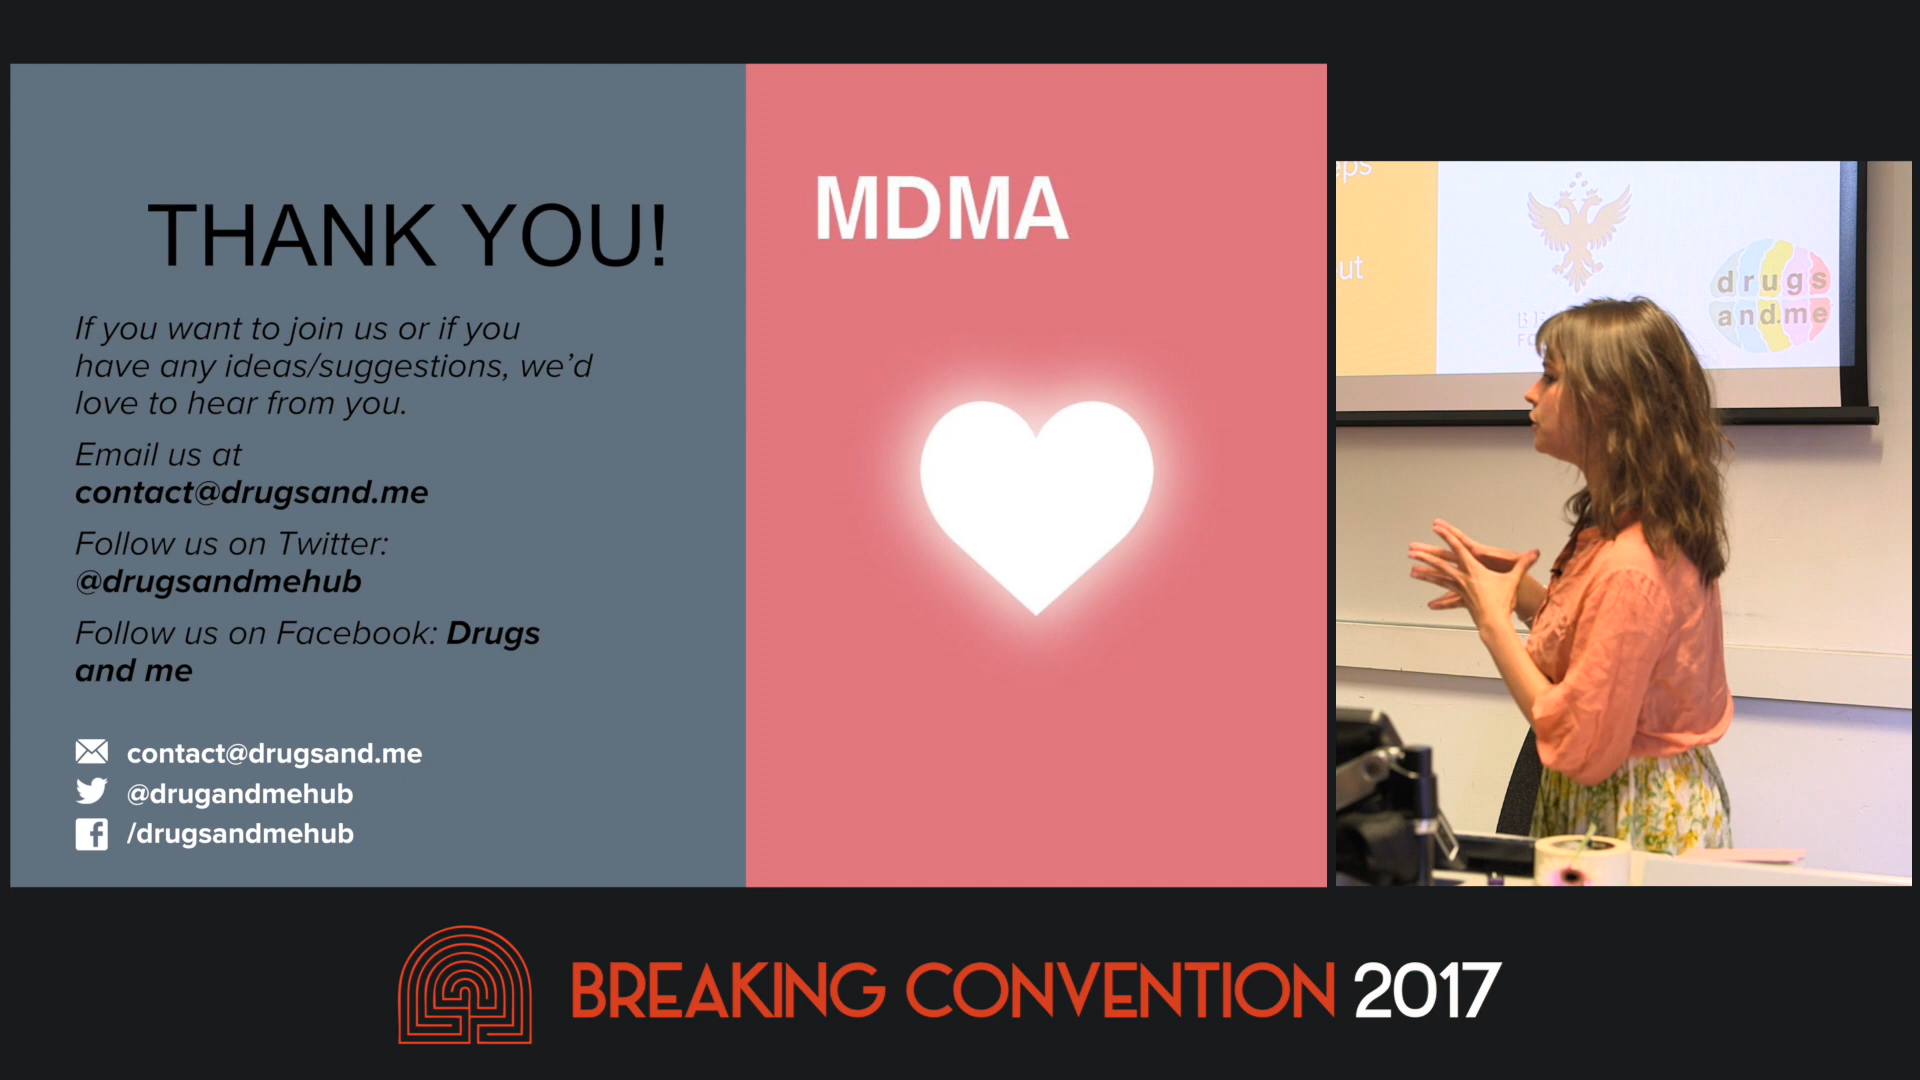 THANK YOU!
If you want to join us or if you
have any ideas/suggestions, we'd
love to hear from you.
Email us at
contact@drugsand.me
Follow us on Twitter:
@drugsandmehub
Follow us on Facebook: Drugs
and me
contact@drugsand.me
@drugandmehub
/drugsandmehub
MDMA
drugs
and.me
BREAKING CONVENTION 2017